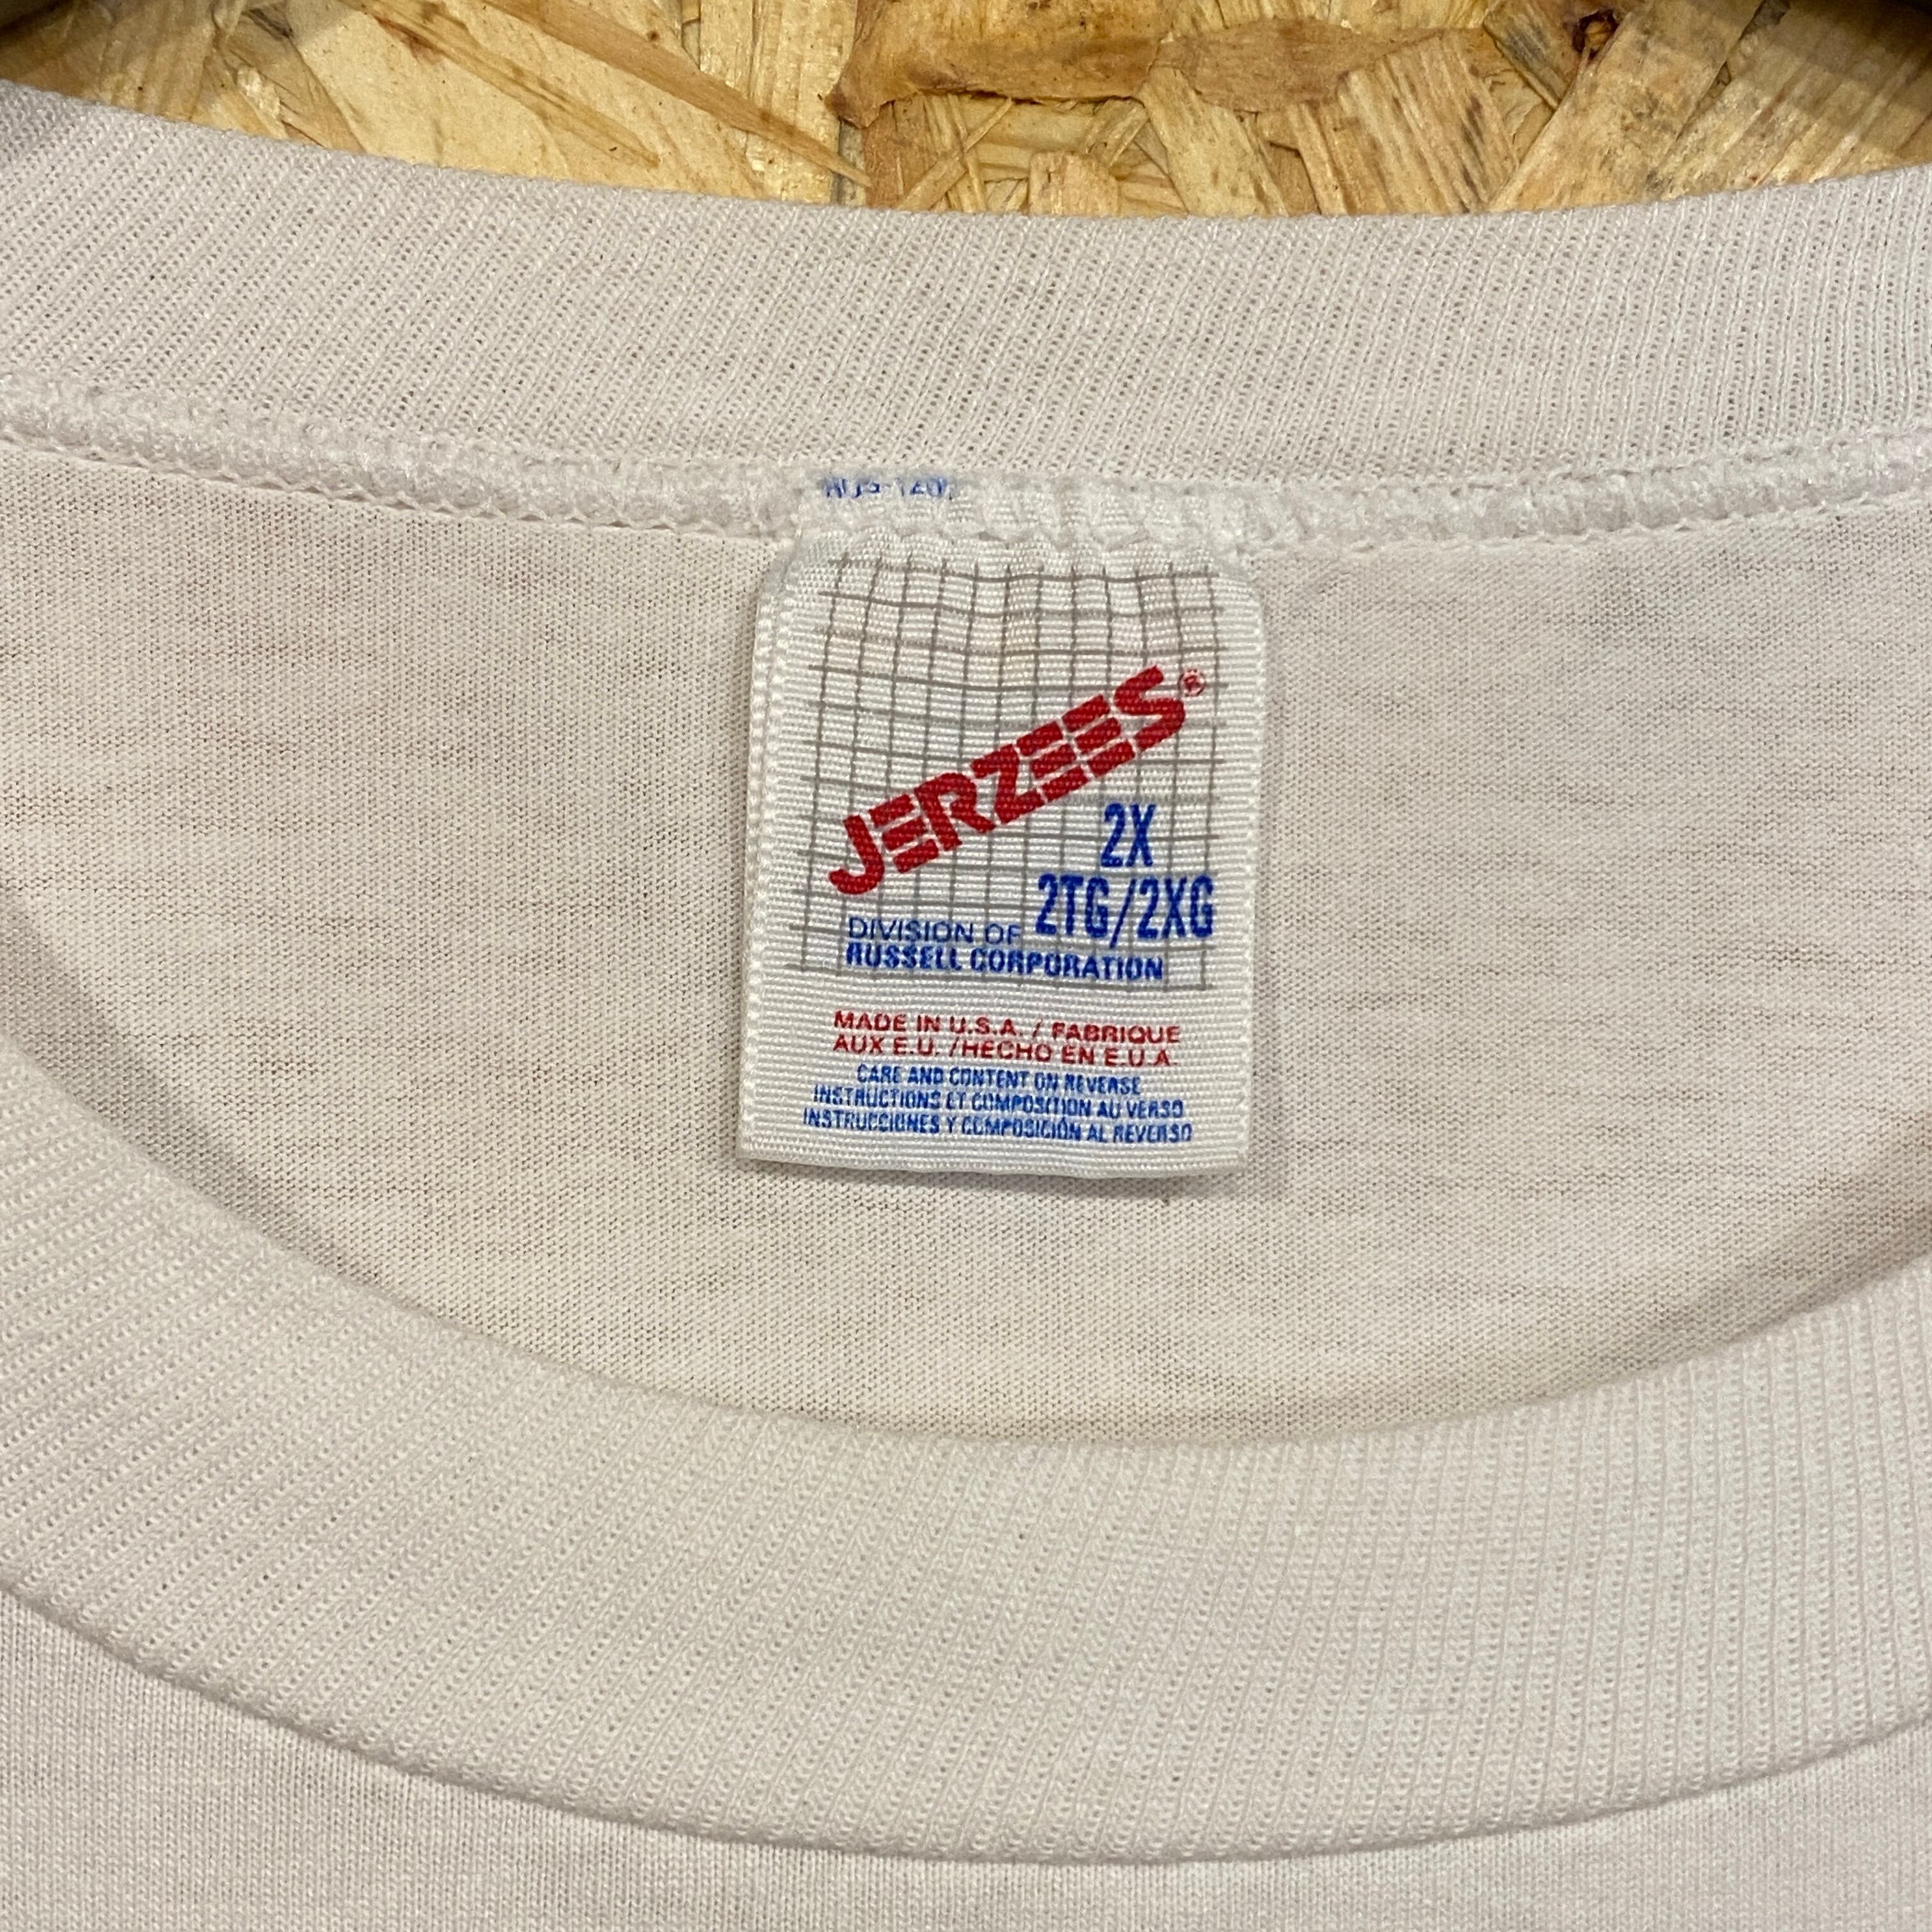 JERZEES®
2X
2TG/2XG
DIVISION OF
RUSSELL CORPORATION
MADE IN U.S.A. / FABRIQUE
AUX E.U. /HECHO EN E.U.A.
CARE AND CONTENT ON REVERSE
INSTRUCTIONS ET COMPOSITION AU VERSO
INSTRUCCIONES Y COMPOSICIÓN AL REVERSO